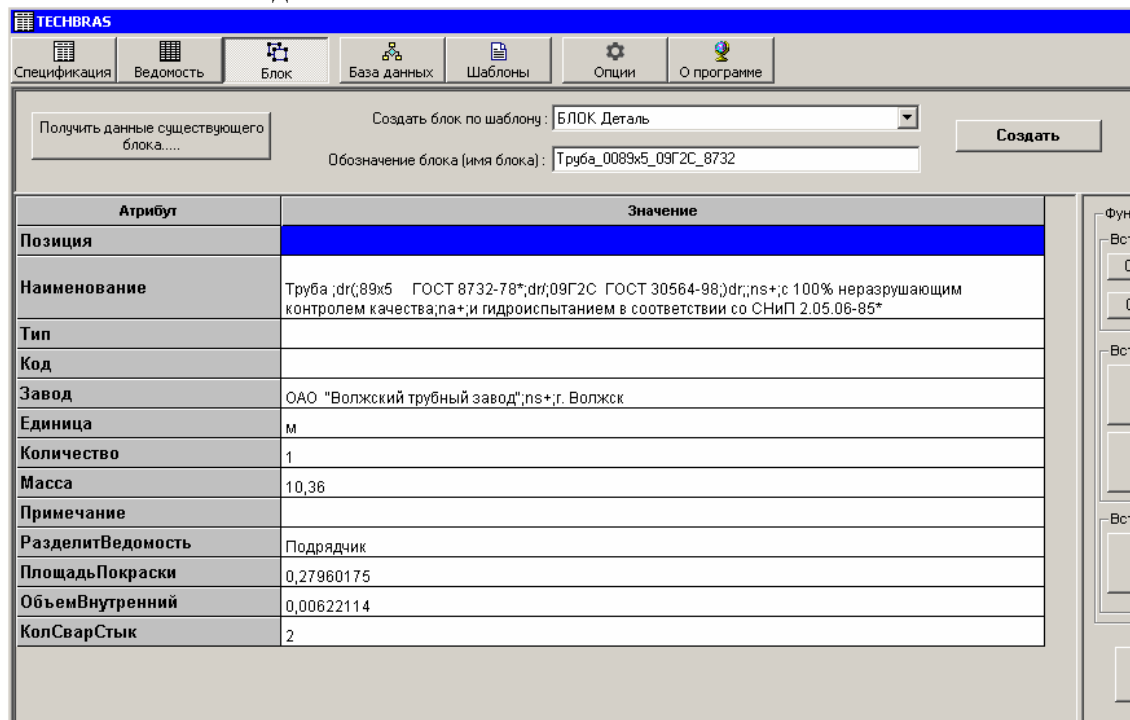 TECHBRAS
Спецификация Ведомость Блок База данных Шаблоны Опции О программе
Получить данные существующего
блока.....
Создать блок по шаблону : БЛОК Деталь
Обозначение блока (имя блока) : Труба_0089x5_09Г2С_8732
Создать
Атрибут Значение
Позиция
Наименование
Труба ;dr(;89x5 ГОСТ 8732-78*;dr/;09Г2С ГОСТ 30564-98;)dr;;ns+;с 100% неразрушающим
контролем качества;na+;и гидроиспытанием в соответствии со СНиП 2.05.06-85*
Тип
Код
Завод ОАО "Волжский трубный завод";ns+;г. Волжск
Единица м
Количество 1
Масса 10,36
Примечание
РазделитВедомость Подрядчик
ПлощадьПокраски 0,27960175
ОбъемВнутренний 0,00622114
КолСварСтык 2